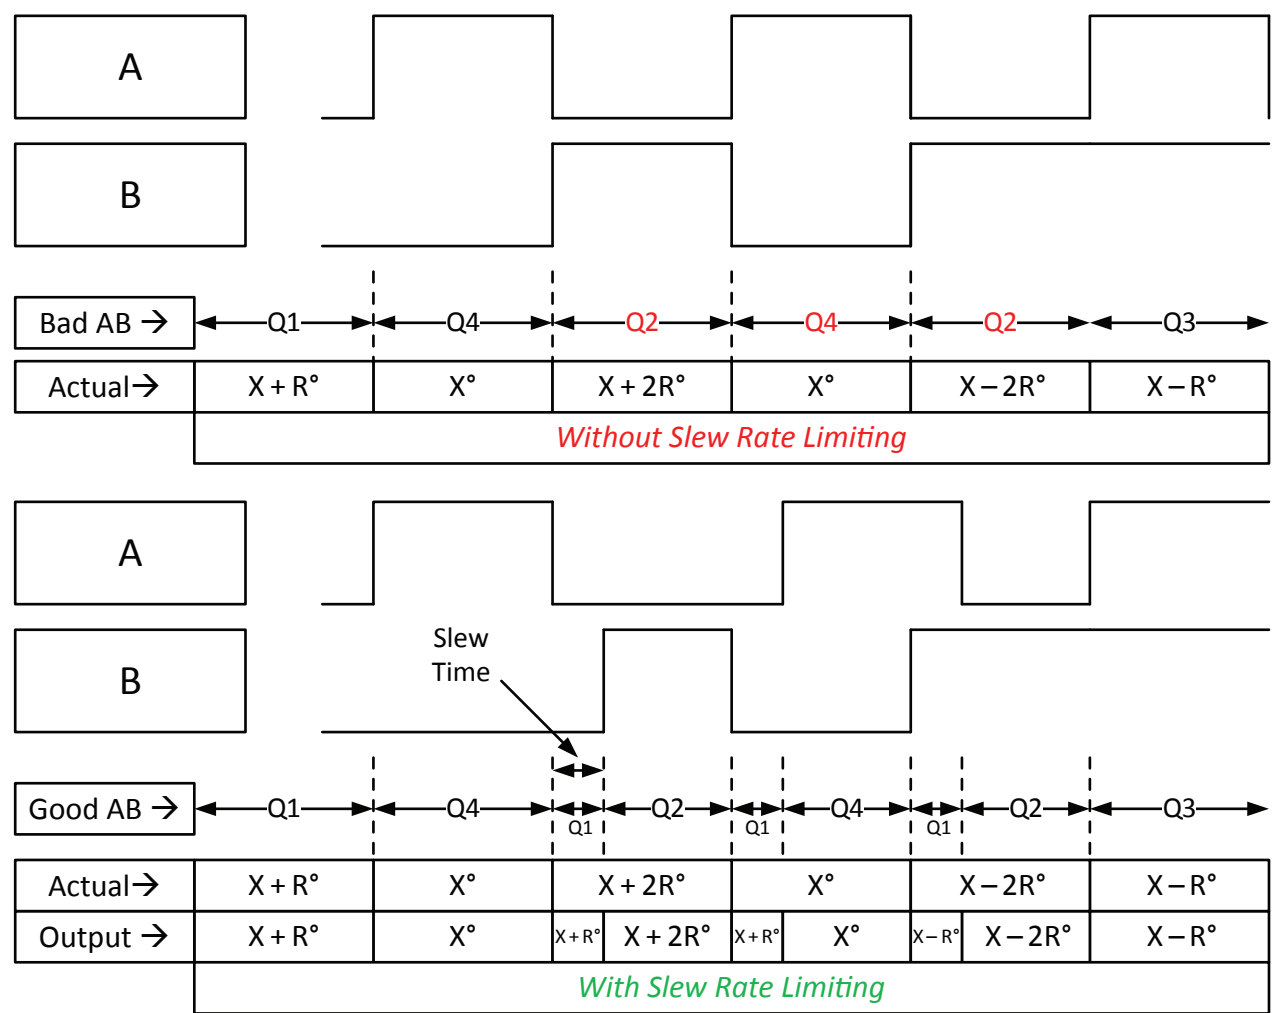 A
B
Bad AB → Q1 Q4 Q2 Q4 Q2 Q3
Actual→ X + R° X° X + 2R° X° X – 2R° X – R°
Without Slew Rate Limiting
A
Slew
Time
B
Good AB → Q1 Q4 Q1 Q2 Q1 Q4 Q1 Q2 Q3
Actual→ X + R° X° X + 2R° X° X – 2R° X – R°
Output → X + R° X° X + R° X + 2R° X + R° X° X – R° X – 2R° X – R°
With Slew Rate Limiting